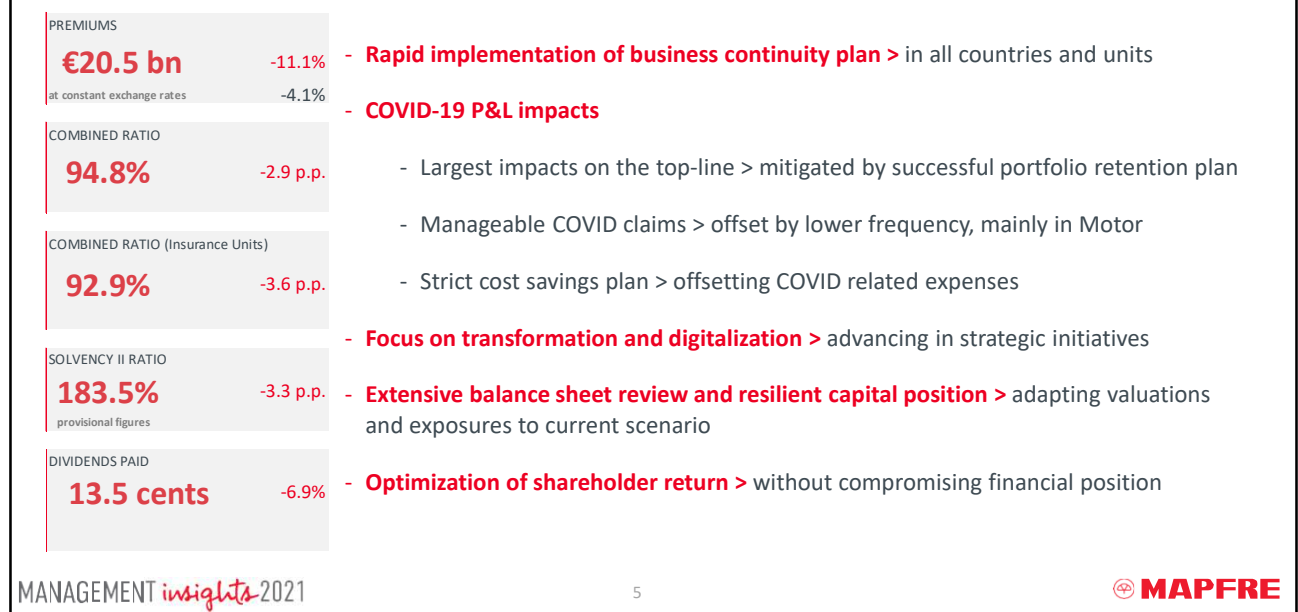 PREMIUMS
€20.5 bn -11.1%
at constant exchange rates -4.1%
COMBINED RATIO
94.8% -2.9 p.p.
COMBINED RATIO (Insurance Units)
92.9% -3.6 p.p.
SOLVENCY II RATIO
183.5% -3.3 p.p.
provisional figures
DIVIDENDS PAID
13.5 cents -6.9%
- Rapid implementation of business continuity plan > in all countries and units
- COVID-19 P&L impacts
- Largest impacts on the top-line > mitigated by successful portfolio retention plan
- Manageable COVID claims > offset by lower frequency, mainly in Motor
- Strict cost savings plan > offsetting COVID related expenses
- Focus on transformation and digitalization > advancing in strategic initiatives
- Extensive balance sheet review and resilient capital position > adapting valuations
and exposures to current scenario
- Optimization of shareholder return > without compromising financial position
MANAGEMENT insights 2021
5
MAPFRE